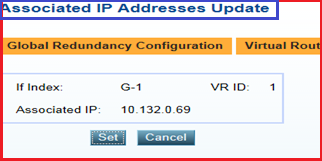 Associated IP Addresses Update
Global Redundancy Configuration Virtual Rout
If Index: G-1 VR ID: 1
Associated IP: 10.132.0.69
Set Cancel